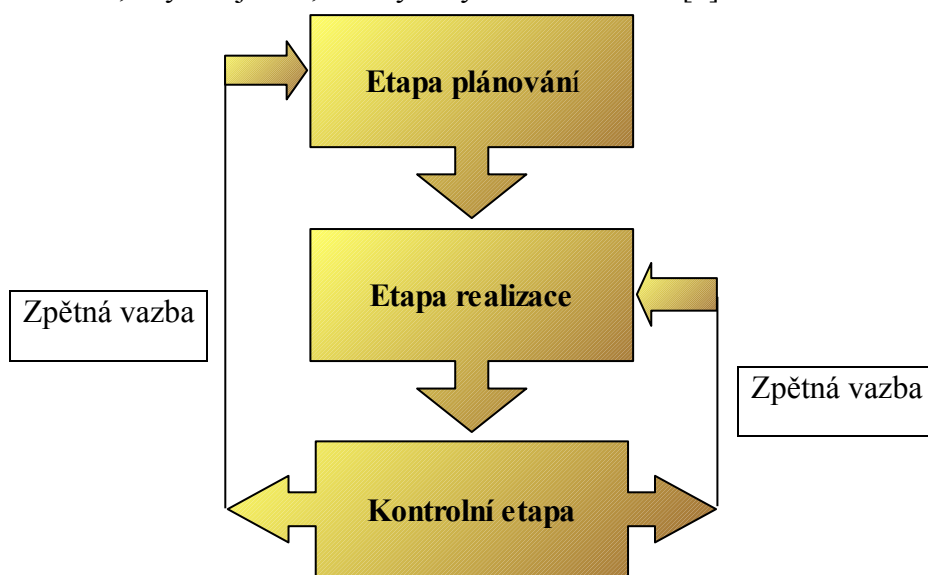 Etapa plánování
Etapa realizace
Zpětná vazba
Zpětná vazba
Kontrolní etapa